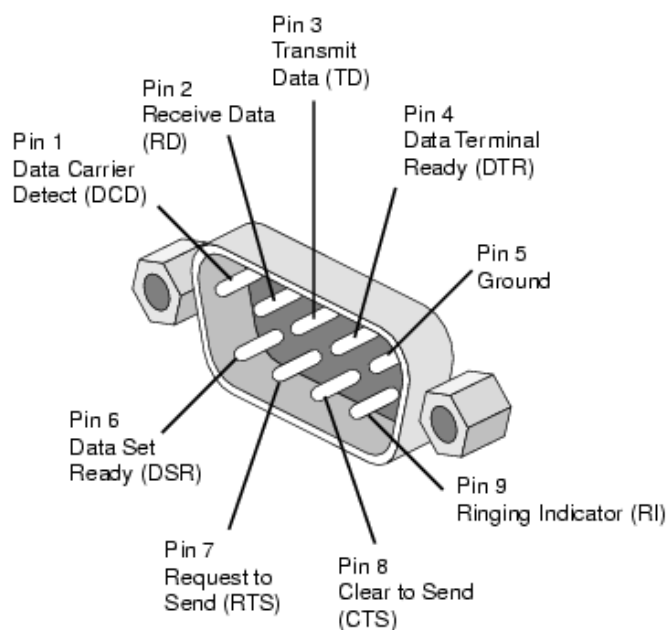 Pin 3
Transmit
Data (TD)
Pin 2
Receive Data
(RD)
Pin 4
Data Terminal
Ready (DTR)
Pin 1
Data Carrier
Detect (DCD)
Pin 5
Ground
Pin 6
Data Set
Ready (DSR)
Pin 9
Ringing Indicator (RI)
Pin 7
Request to
Send (RTS)
Pin 8
Clear to Send
(CTS)